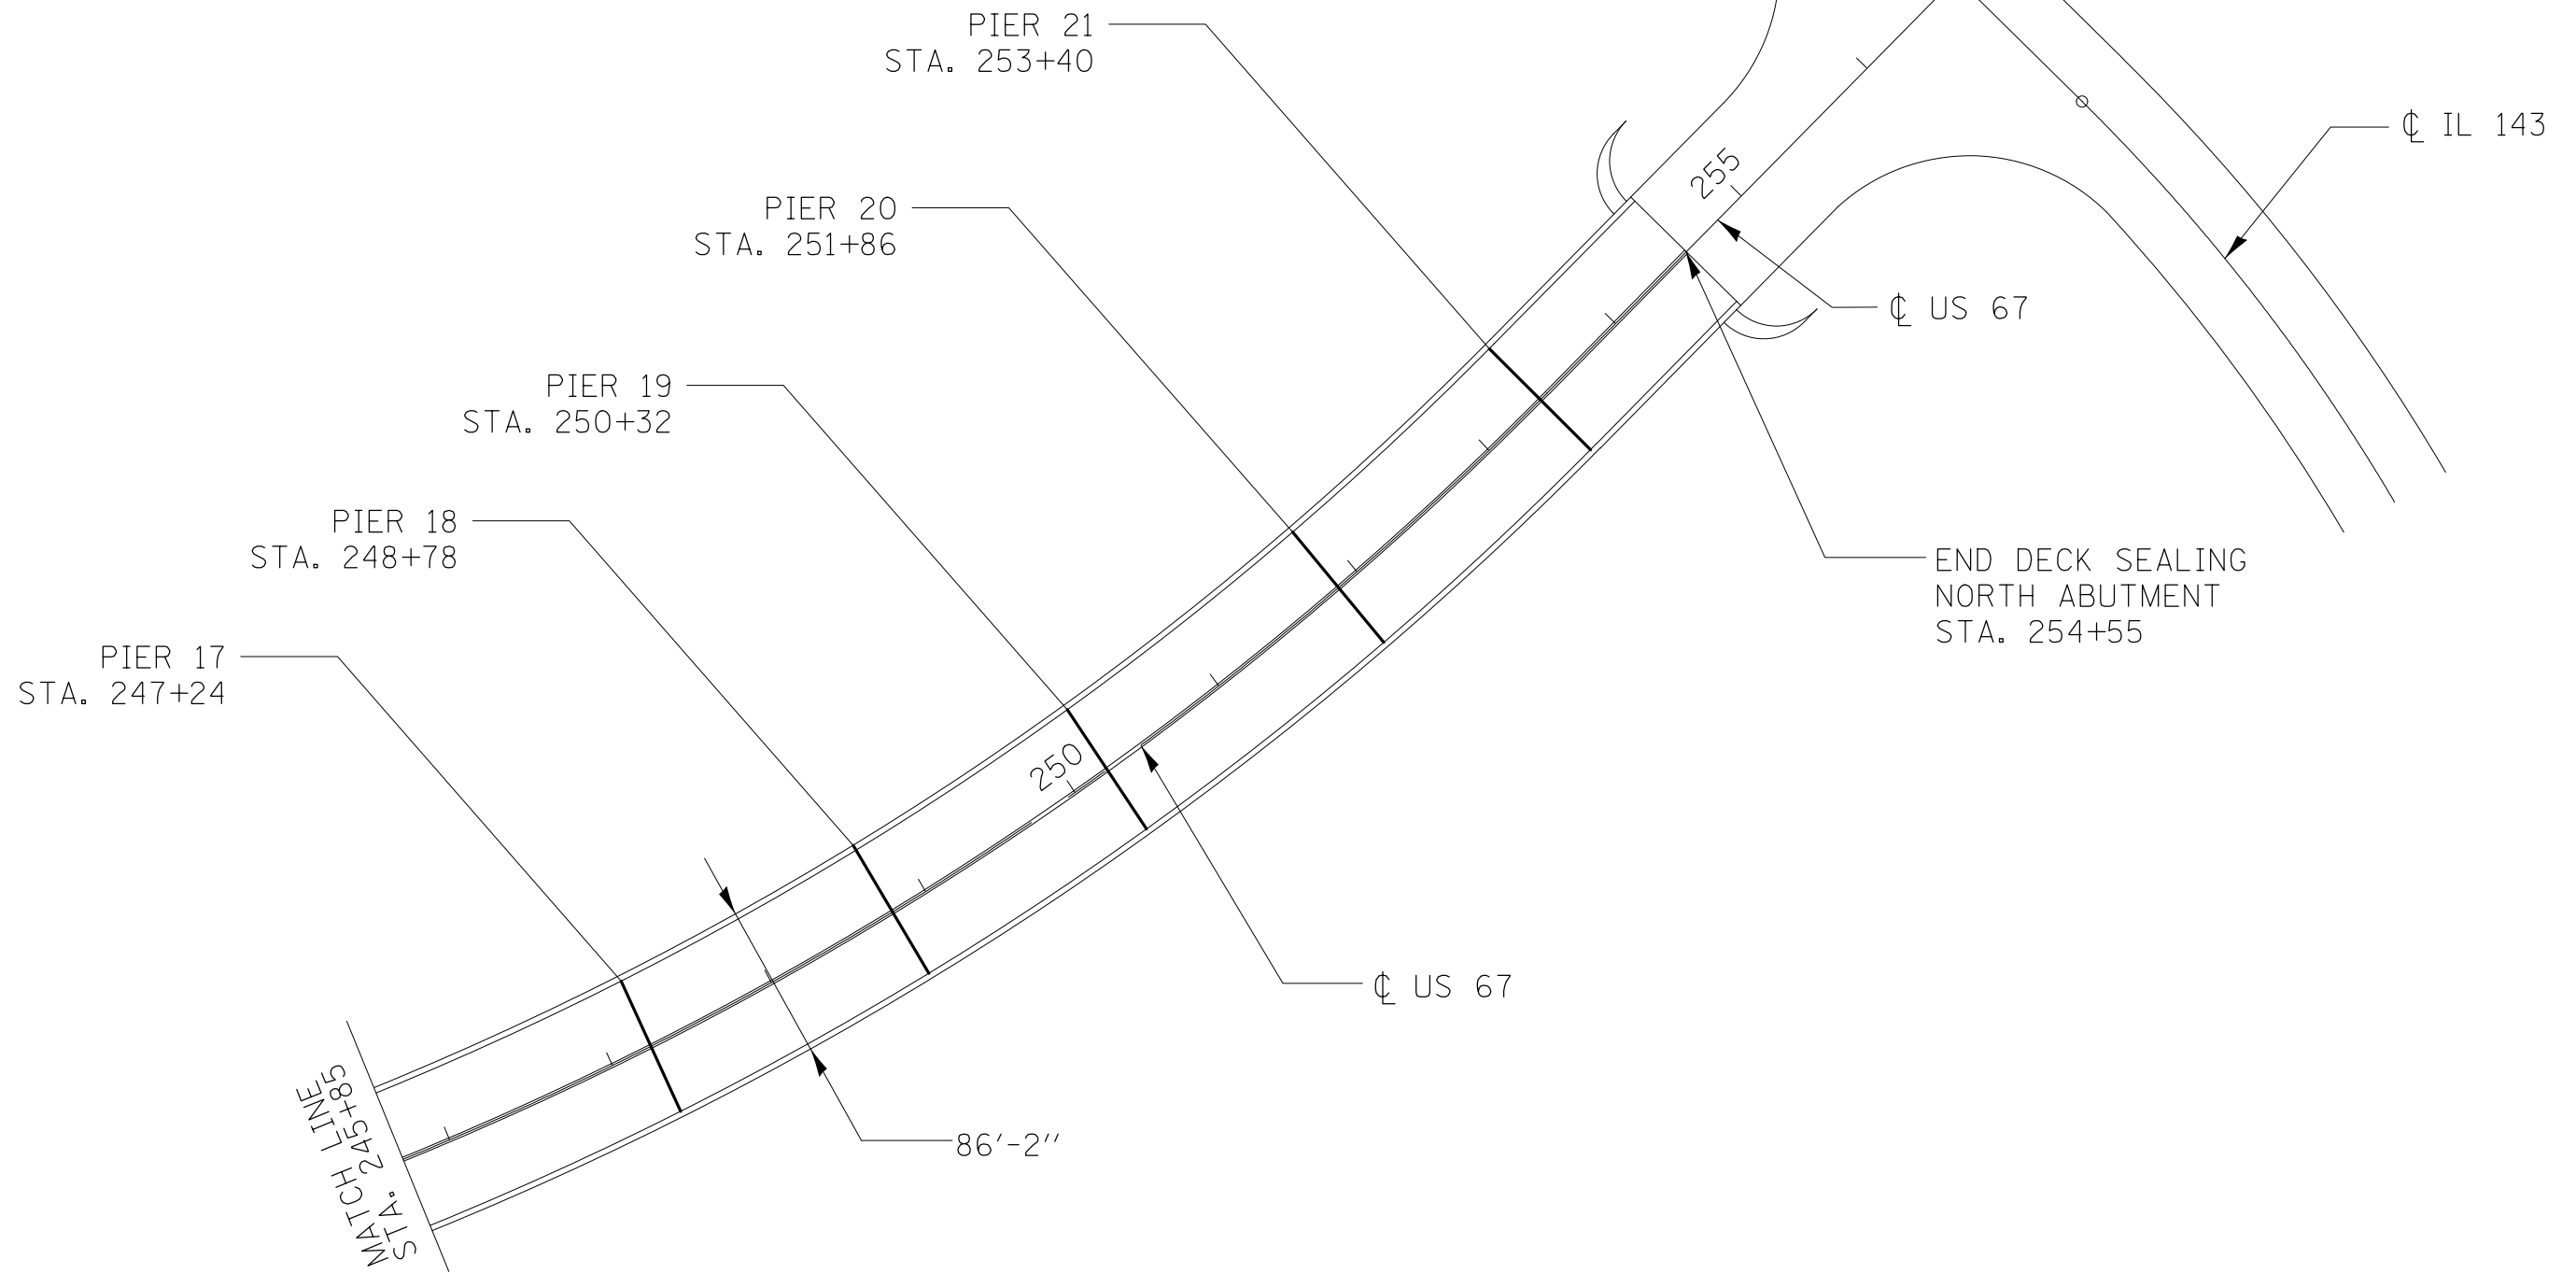 PIER 21
STA. 253+40
℄ IL 143
255
PIER 20
STA. 251+86
℄ US 67
PIER 19
STA. 250+32
PIER 18
STA. 248+78
END DECK SEALING
NORTH ABUTMENT
STA. 254+55
PIER 17
STA. 247+24
250
℄ US 67
86'-2"
MATCH LINE
STA. 245+85